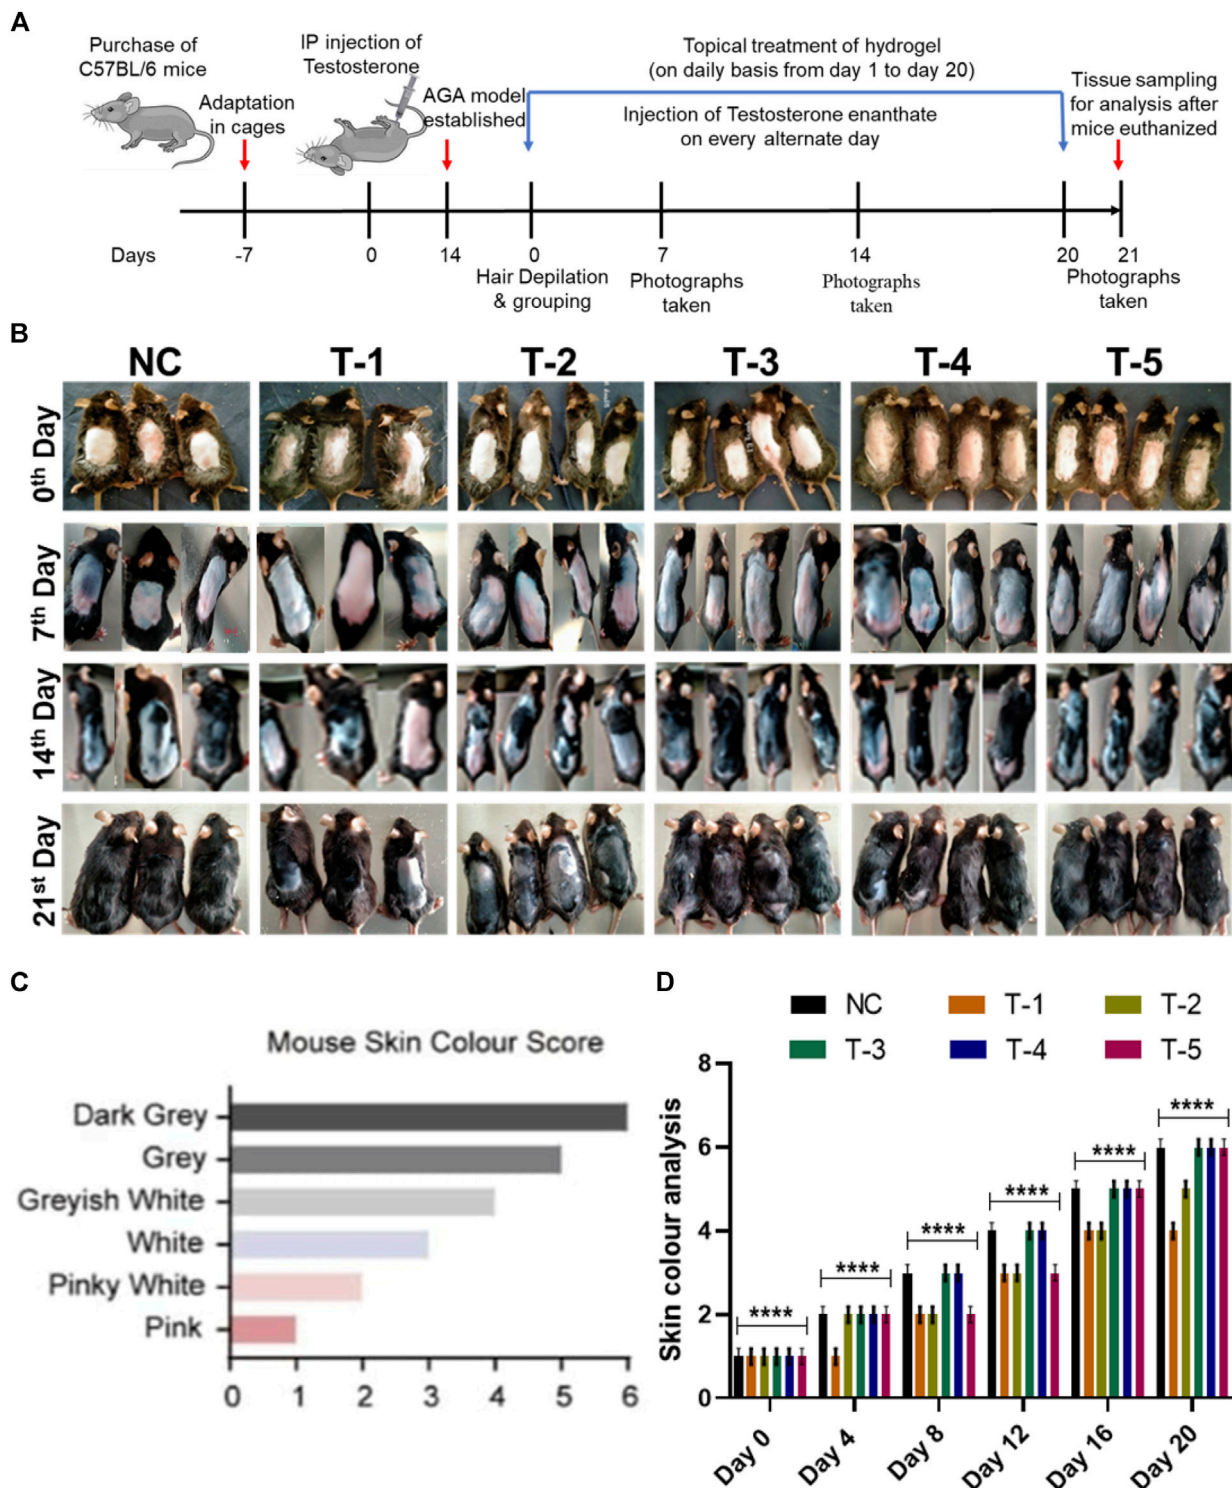 A
Purchase of
C57BL/6 mice
Adaptation
in cages
IP injection of
Testosterone
AGA model
established
Topical treatment of hydrogel
(on daily basis from day 1 to day 20)
Injection of Testosterone enanthate
on every alternate day
Tissue sampling
for analysis after
mice euthanized
Days -7 0 14 0 7 14 20 21
Hair Depilation
& grouping
Photographs
taken
Photographs
taken
Photographs
taken
B
NC T-1 T-2 T-3 T-4 T-5
0th Day
7th Day
14th Day
21st Day
C
Mouse Skin Colour Score
Dark Grey
Grey
Greyish White
White
Pinky White
Pink
0 1 2 3 4 5 6
D
NC T-1 T-2
T-3 T-4 T-5
Skin colour analysis
8
6
4
2
0
****
****
****
****
****
****
Day 0 Day 4 Day 8 Day 12 Day 16 Day 20